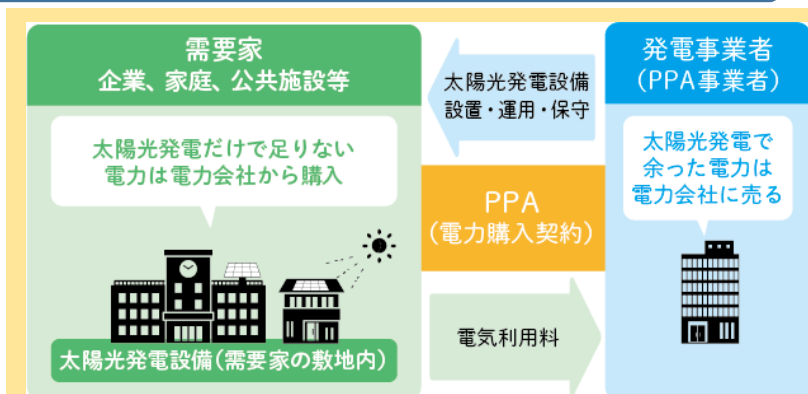 需要家
企業、家庭、公共施設等
太陽光発電だけで足りない
電力は電力会社から購入
太陽光発電設備(需要家の敷地内)
太陽光発電設備
設置・運用・保守
PPA
(電力購入契約)
電気利用料
発電事業者
(PPA事業者)
太陽光発電で
余った電力は
電力会社に売る